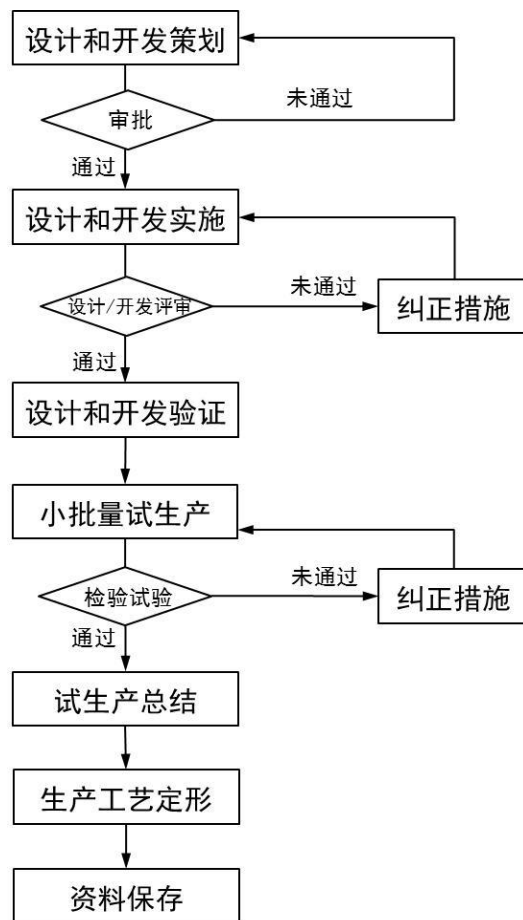 设计和开发策划
未通过
审批
通过
设计和开发实施
未通过
设计/开发评审
纠正措施
通过
设计和开发验证
小批量试生产
未通过
检验试验
纠正措施
通过
试生产总结
生产工艺定形
资料保存